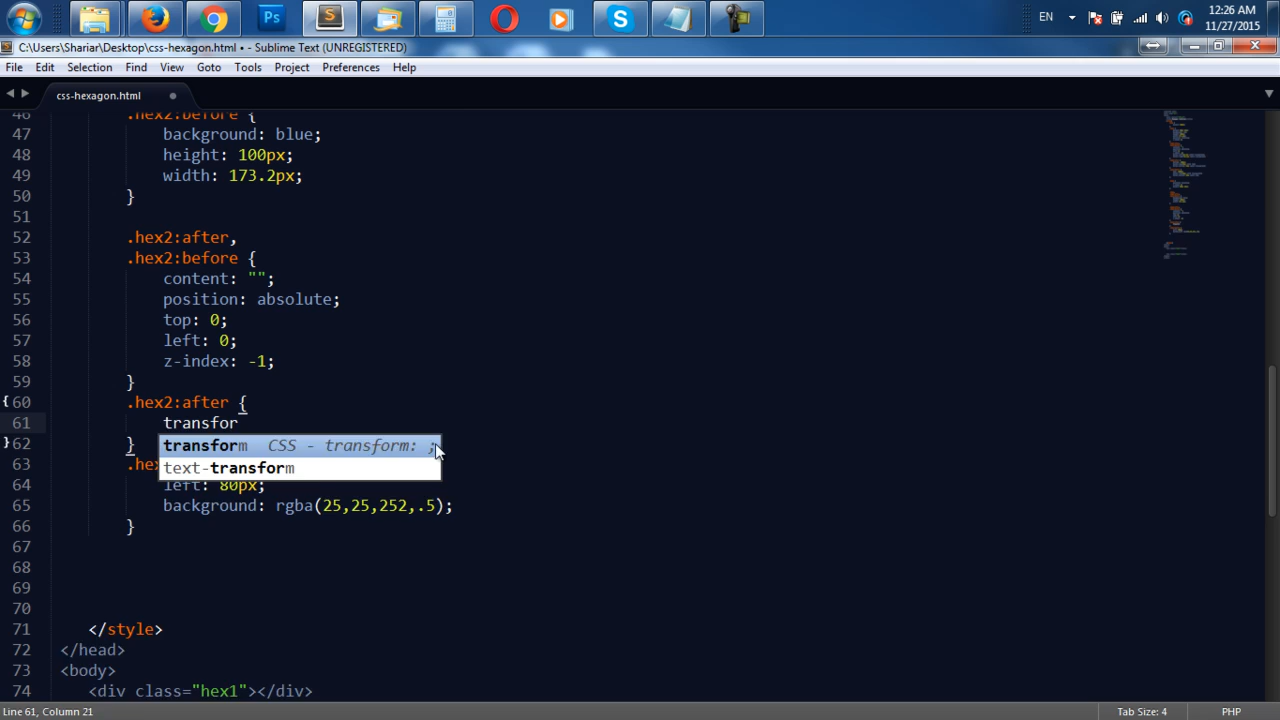 Ps
S
EN
12:26 AM
11/27/2015
C:\Users\Shariar\Desktop\css-hexagon.html • - Sublime Text (UNREGISTERED)
File Edit Selection Find View Goto Tools Project Preferences Help
css-hexagon.html
46 .hex2:before {
47 background: blue;
48 height: 100px;
49 width: 173.2px;
50 }
51
52 .hex2:after,
53 .hex2:before {
54 content: "";
55 position: absolute;
56 top: 0;
57 left: 0;
58 z-index: -1;
59 }
60 .hex2:after {
61 transfor
62 } transform CSS - transform: ;
63 .he text-transform
64 left: 80px;
65 background: rgba(25,25,252,.5);
66 }
67
68
69
70
71 </style>
72 </head>
73 <body>
74 <div class="hex1"></div>
Line 61, Column 21
Tab Size: 4
PHP